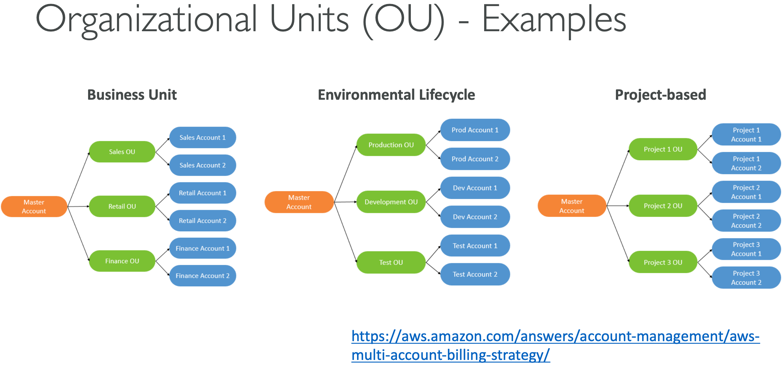 Organizational Units (OU) - Examples
Business Unit
Master
Account
Sales OU
Sales Account 1
Sales Account 2
Retail OU
Retail Account 1
Retail Account 2
Finance OU
Finance Account 1
Finance Account 2
Environmental Lifecycle
Master
Account
Production OU
Prod Account 1
Prod Account 2
Development OU
Dev Account 1
Dev Account 2
Test OU
Test Account 1
Test Account 2
Project-based
Master
Account
Project 1 OU
Project 1
Account 1
Project 1
Account 2
Project 2 OU
Project 2
Account 1
Project 2
Account 2
Project 3 OU
Project 3
Account 1
Project 3
Account 2
https://aws.amazon.com/answers/account-management/aws-
multi-account-billing-strategy/